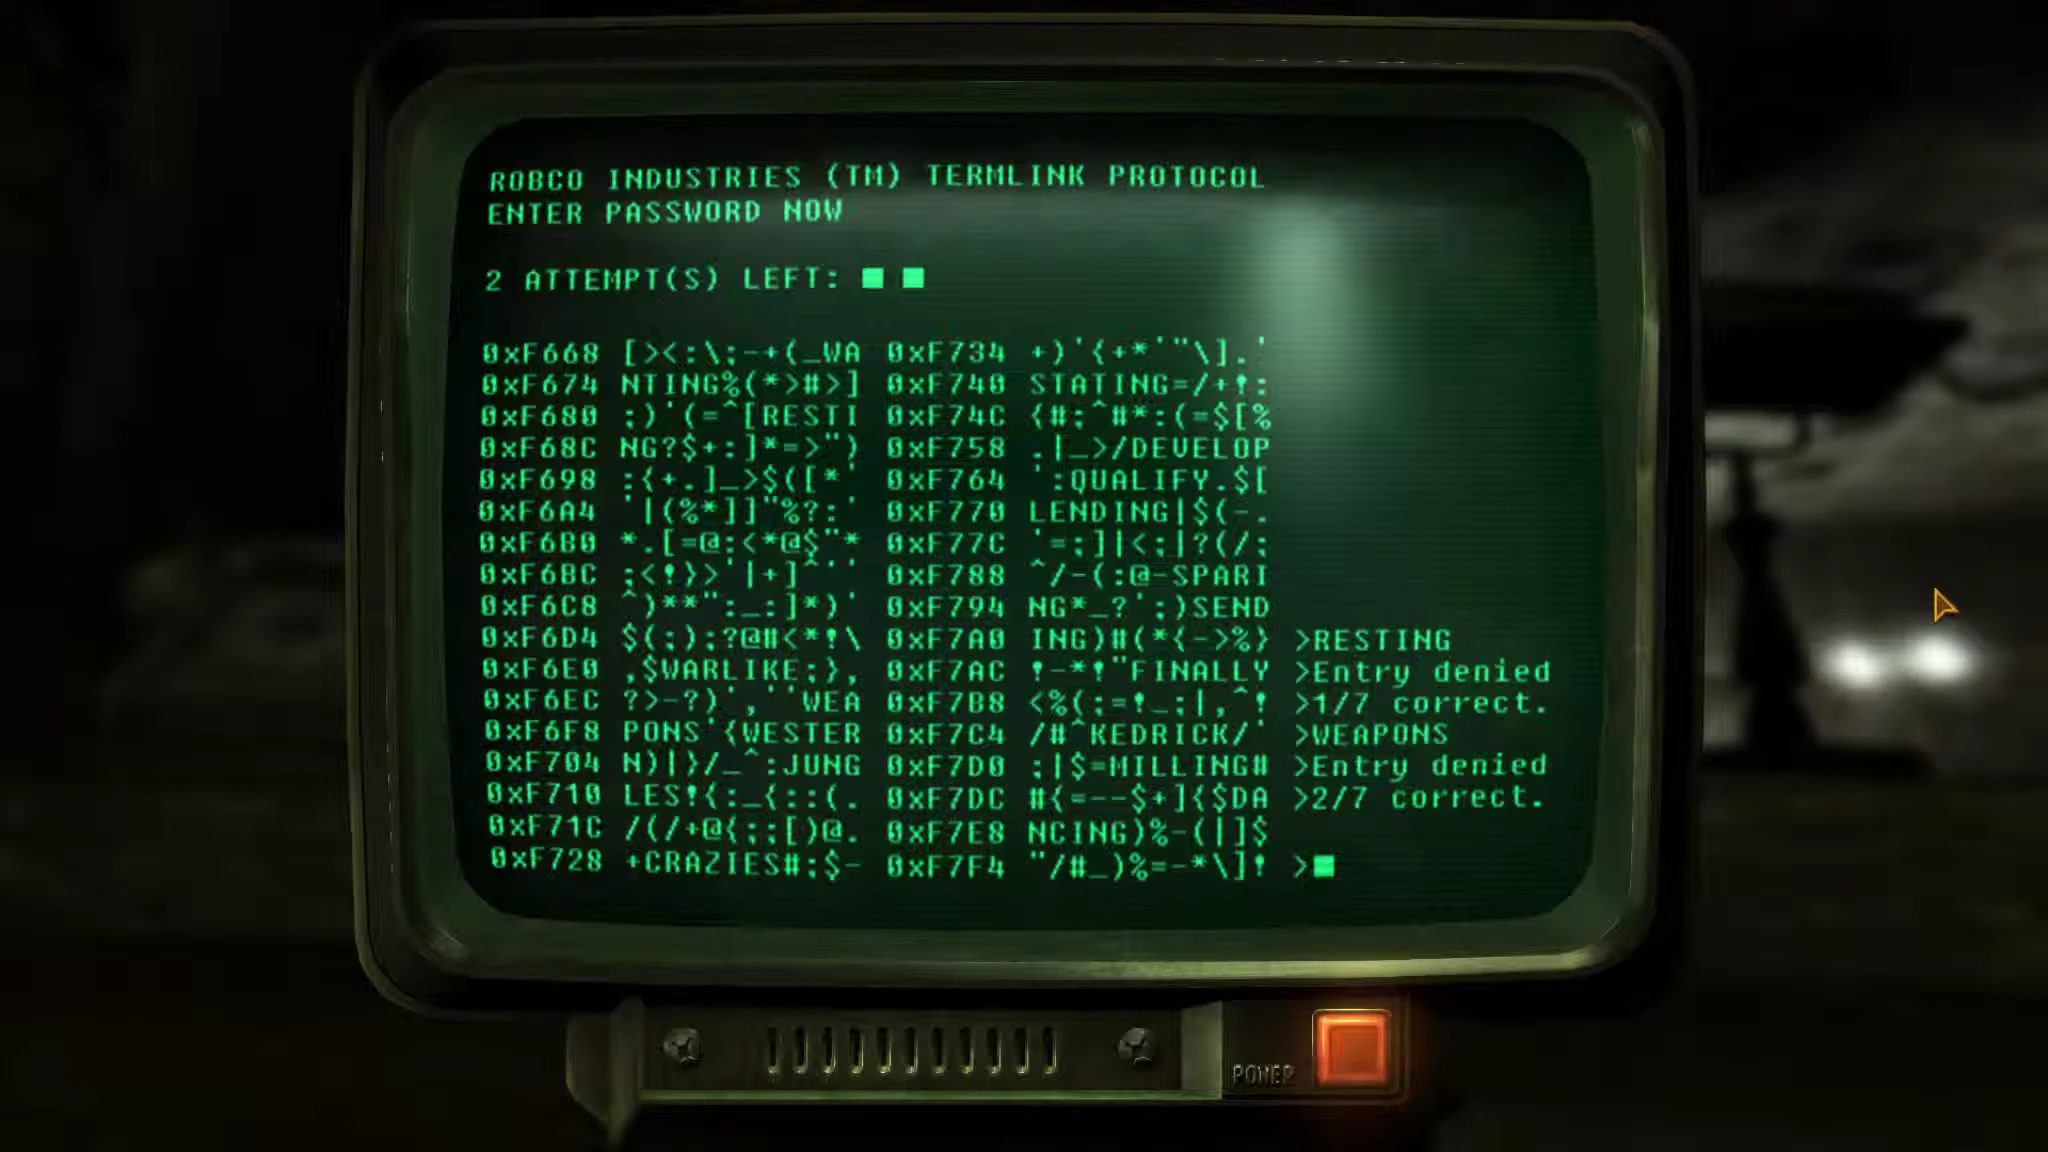 ROBCO INDUSTRIES (TM) TERMLINK PROTOCOL
ENTER PASSWORD NOW
2 ATTEMPT(S) LEFT: ■ ■
0xF668 [><:\;-+(_WA 0xF734 +)'{+*'"\].'
0xF674 NTING%(*>#>] 0xF740 STATING=/+!:
0xF680 ;)'(=^[RESTI 0xF74C {#;^#*:(=$[%
0xF68C NG?$+:]*=>") 0xF758 .|_>/DEVELOP
0xF698 :{+.]_>$([*' 0xF764 ':QUALIFY.$[
0xF6A4 '|(%*]]"%?:' 0xF770 LENDING|$(-.
0xF6B0 *.[=@:<*@$"* 0xF77C '=;]|<;|?(/;
0xF6BC ;<!}>'|+]^'' 0xF788 ^/-(:@-SPARI
0xF6C8 ^)**":_:]*)' 0xF794 NG*_?';)SEND
0xF6D4 $(;);?@#<*!\ 0xF7A0 ING)#(*{->%} >RESTING
0xF6E0 ,$WARLIKE;}, 0xF7AC !-*!"FINALLY >Entry denied
0xF6EC ?>-?)',''WEA 0xF7B8 <%(;=!_;|,^! >1/7 correct.
0xF6F8 PONS'{WESTER 0xF7C4 /#^KEDRICK/' >WEAPONS
0xF704 N)|}/_^:JUNG 0xF7D0 ;|$=MILLING# >Entry denied
0xF710 LES!{:_{::(. 0xF7DC #{=--$+]{$DA >2/7 correct.
0xF71C /(/+@{;;[)@. 0xF7E8 NCING)%-(|]$
0xF728 +CRAZIES#;$- 0xF7F4 "/#_)%=-*\]! >■
POWER